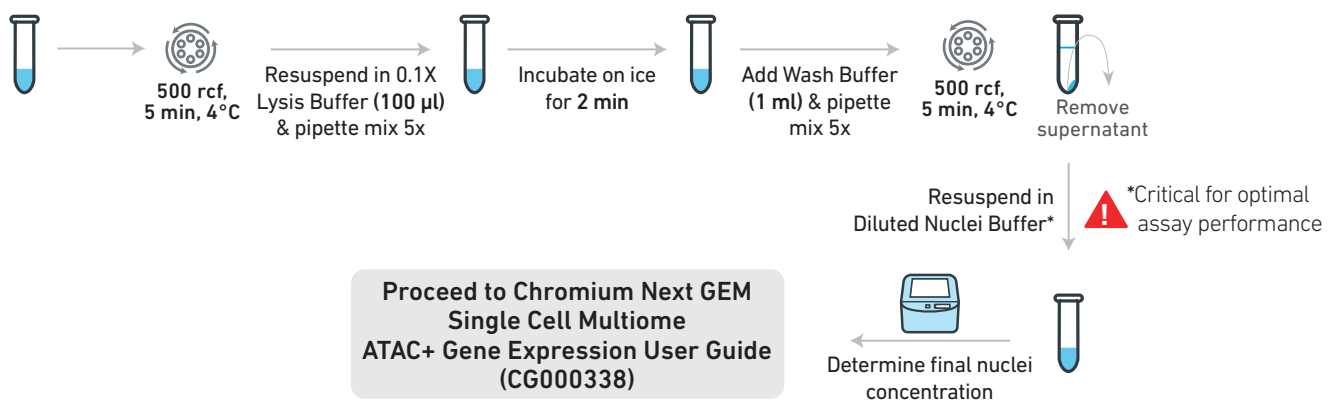 500 rcf,
5 min, 4°C
Resuspend in 0.1X
Lysis Buffer (100 µl)
& pipette mix 5x
Incubate on ice
for 2 min
Add Wash Buffer
(1 ml) & pipette
mix 5x
500 rcf,
5 min, 4°C
Remove
supernatant
Resuspend in
Diluted Nuclei Buffer*
!
*Critical for optimal
assay performance
Determine final nuclei
concentration
Proceed to Chromium Next GEM
Single Cell Multiome
ATAC+ Gene Expression User Guide
(CG000338)